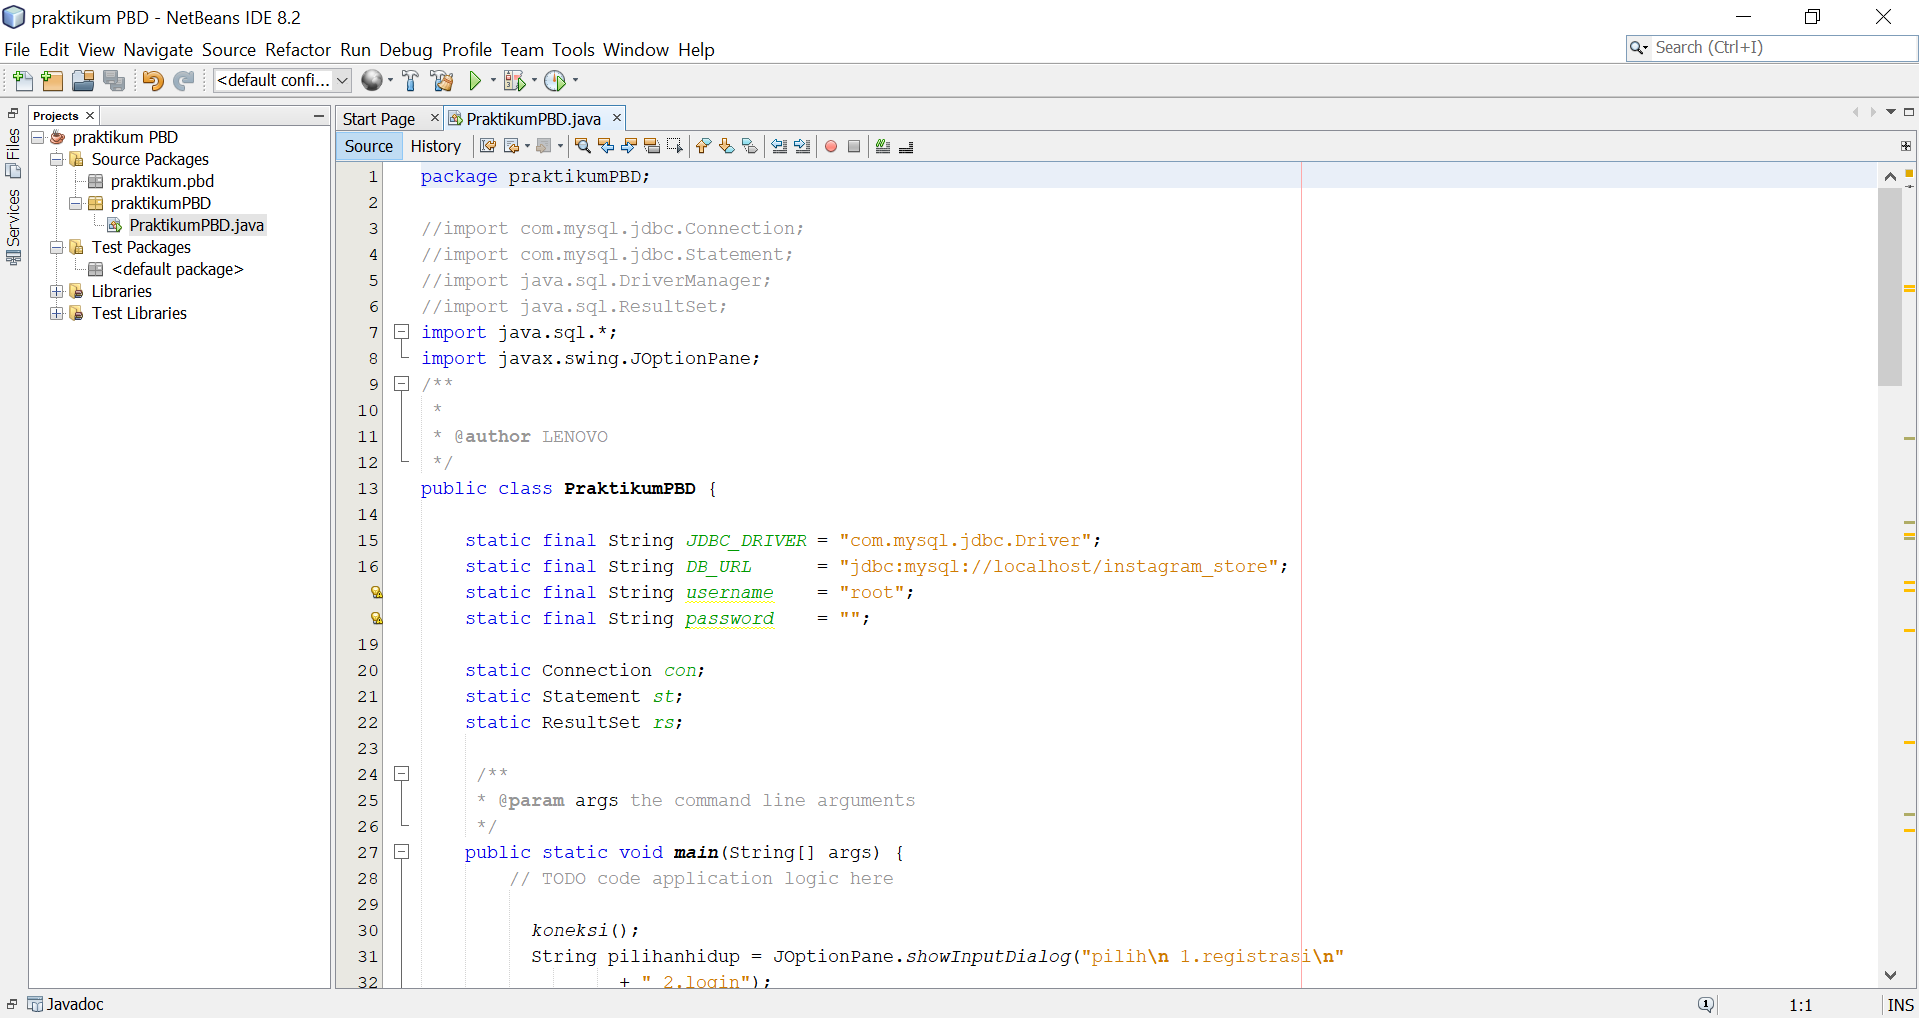 praktikum PBD - NetBeans IDE 8.2
File Edit View Navigate Source Refactor Run Debug Profile Team Tools Window Help
Search (Ctrl+I)
<default confi...
Files
Services
Projects
praktikum PBD
Source Packages
praktikum.pbd
praktikumPBD
PraktikumPBD.java
Test Packages
<default package>
Libraries
Test Libraries
Start Page
PraktikumPBD.java
Source History
1 package praktikumPBD;
2
3 //import com.mysql.jdbc.Connection;
4 //import com.mysql.jdbc.Statement;
5 //import java.sql.DriverManager;
6 //import java.sql.ResultSet;
7 import java.sql.*;
8 import javax.swing.JOptionPane;
9 /**
10 *
11 * @author LENOVO
12 */
13 public class PraktikumPBD {
14
15 static final String JDBC_DRIVER = "com.mysql.jdbc.Driver";
16 static final String DB_URL = "jdbc:mysql://localhost/instagram_store";
static final String username = "root";
static final String password = "";
19
20 static Connection con;
21 static Statement st;
22 static ResultSet rs;
23
24 /**
25 * @param args the command line arguments
26 */
27 public static void main(String[] args) {
28 // TODO code application logic here
29
30 koneksi();
31 String pilihanhidup = JOptionPane.showInputDialog("pilih\n 1.registrasi\n"
32 + " 2.login");
Javadoc
1:1
INS